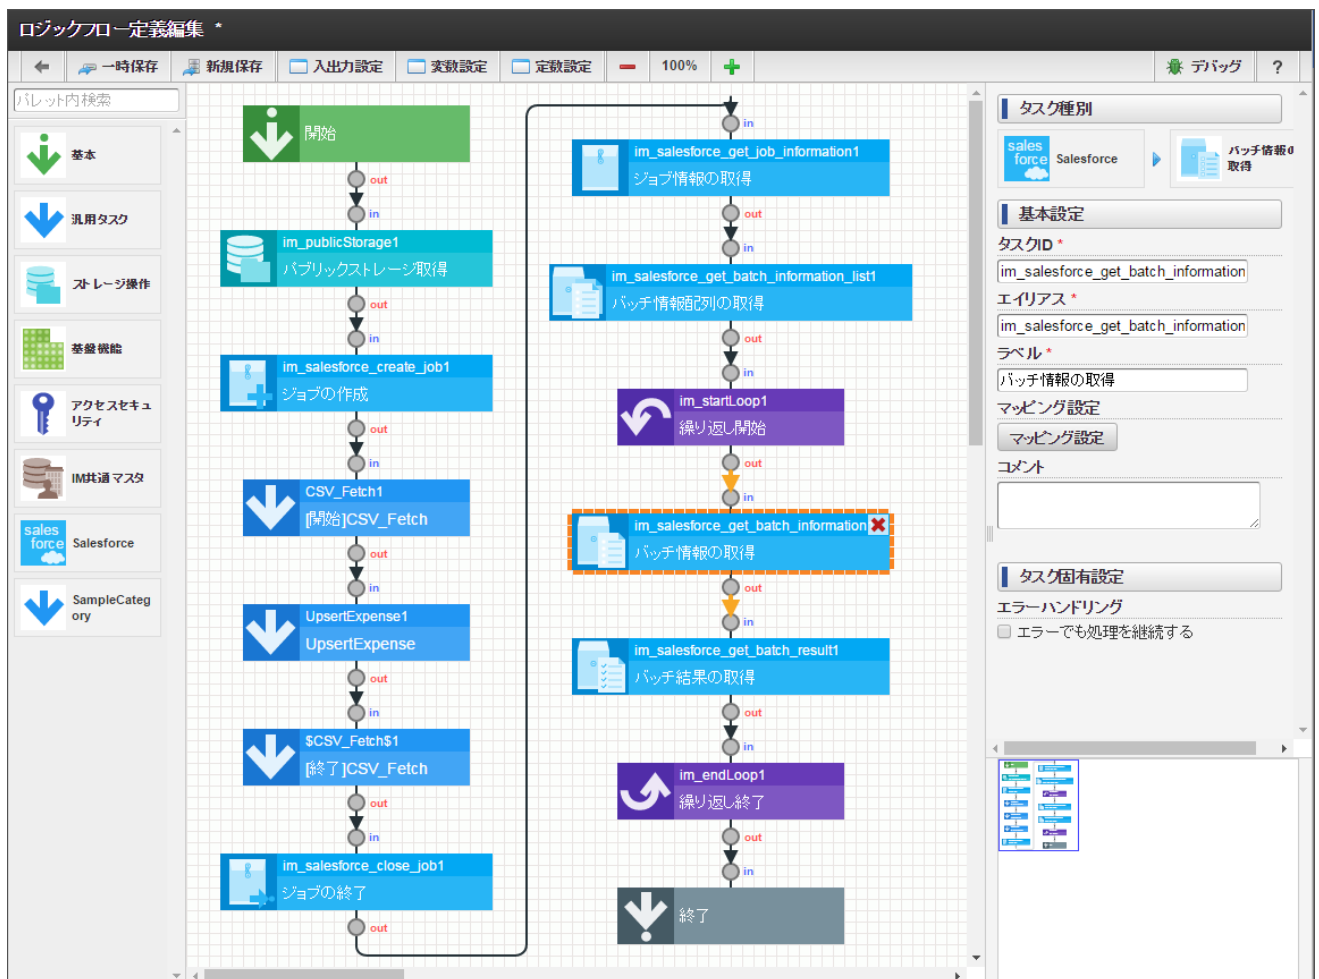 ロジックフロー定義編集 *
一時保存
新規保存
入出力設定
変数設定
定数設定
100%
デバッグ
?
パレット内検索
基本
汎用タスク
ストレージ操作
基盤機能
アクセスセキュ
リティ
IM共通マスタ
sales
force
Salesforce
SampleCateg
ory
開始
out
in
im_publicStorage1
パブリックストレージ取得
out
in
im_salesforce_create_job1
ジョブの作成
out
in
CSV_Fetch1
[開始]CSV_Fetch
out
in
UpsertExpense1
UpsertExpense
out
in
$CSV_Fetch$1
[終了]CSV_Fetch
out
in
im_salesforce_close_job1
ジョブの終了
out
in
im_salesforce_get_job_information1
ジョブ情報の取得
out
in
im_salesforce_get_batch_information_list1
バッチ情報配列の取得
out
in
im_startLoop1
繰り返し開始
out
in
im_salesforce_get_batch_information
バッチ情報の取得
out
in
im_salesforce_get_batch_result1
バッチ結果の取得
out
in
im_endLoop1
繰り返し終了
out
in
終了
タスク種別
sales
force
Salesforce
バッチ情報の
取得
基本設定
タスクID *
im_salesforce_get_batch_information
エイリアス *
im_salesforce_get_batch_information
ラベル *
バッチ情報の取得
マッピング設定
マッピング設定
コメント
タスク固有設定
エラーハンドリング
エラーでも処理を継続する